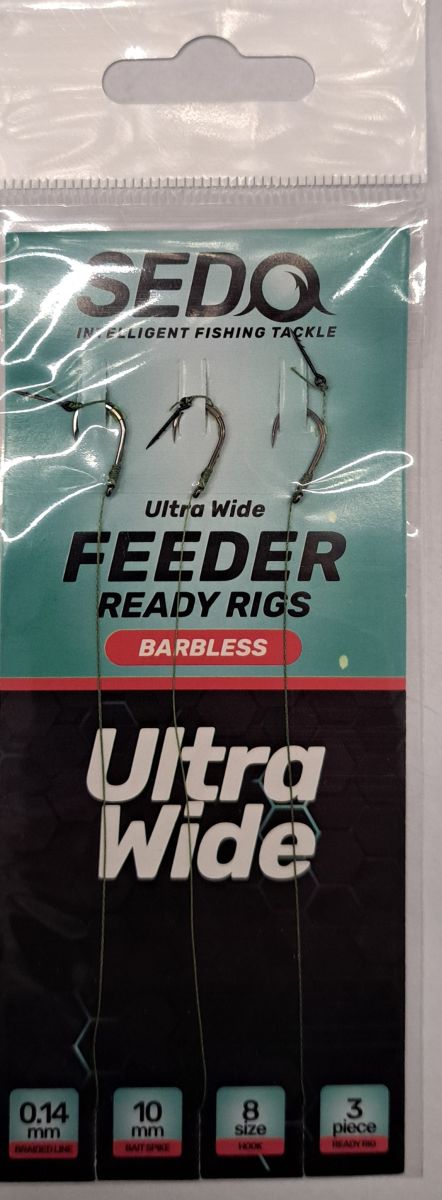 SEDO
INTELLIGENT FISHING TACKLE
Ultra Wide
FEEDER
READY RIGS
BARBLESS
Ultra
Wide
0.14
mm
BRAIDED LINE
10
mm
BAIT SPIKE
8
size
HOOK
3
piece
READY RIG